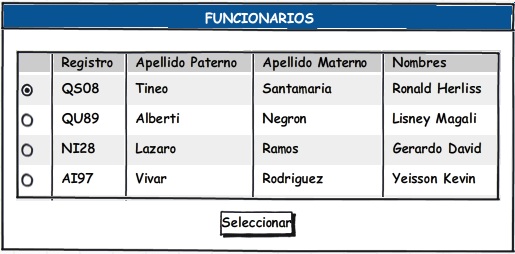 FUNCIONARIOS
Registro Apellido Paterno Apellido Materno Nombres
QS08 Tineo Santamaria Ronald Herliss
QU89 Alberti Negron Lisney Magali
NI28 Lazaro Ramos Gerardo David
AI97 Vivar Rodriguez Yeisson Kevin
Seleccionar